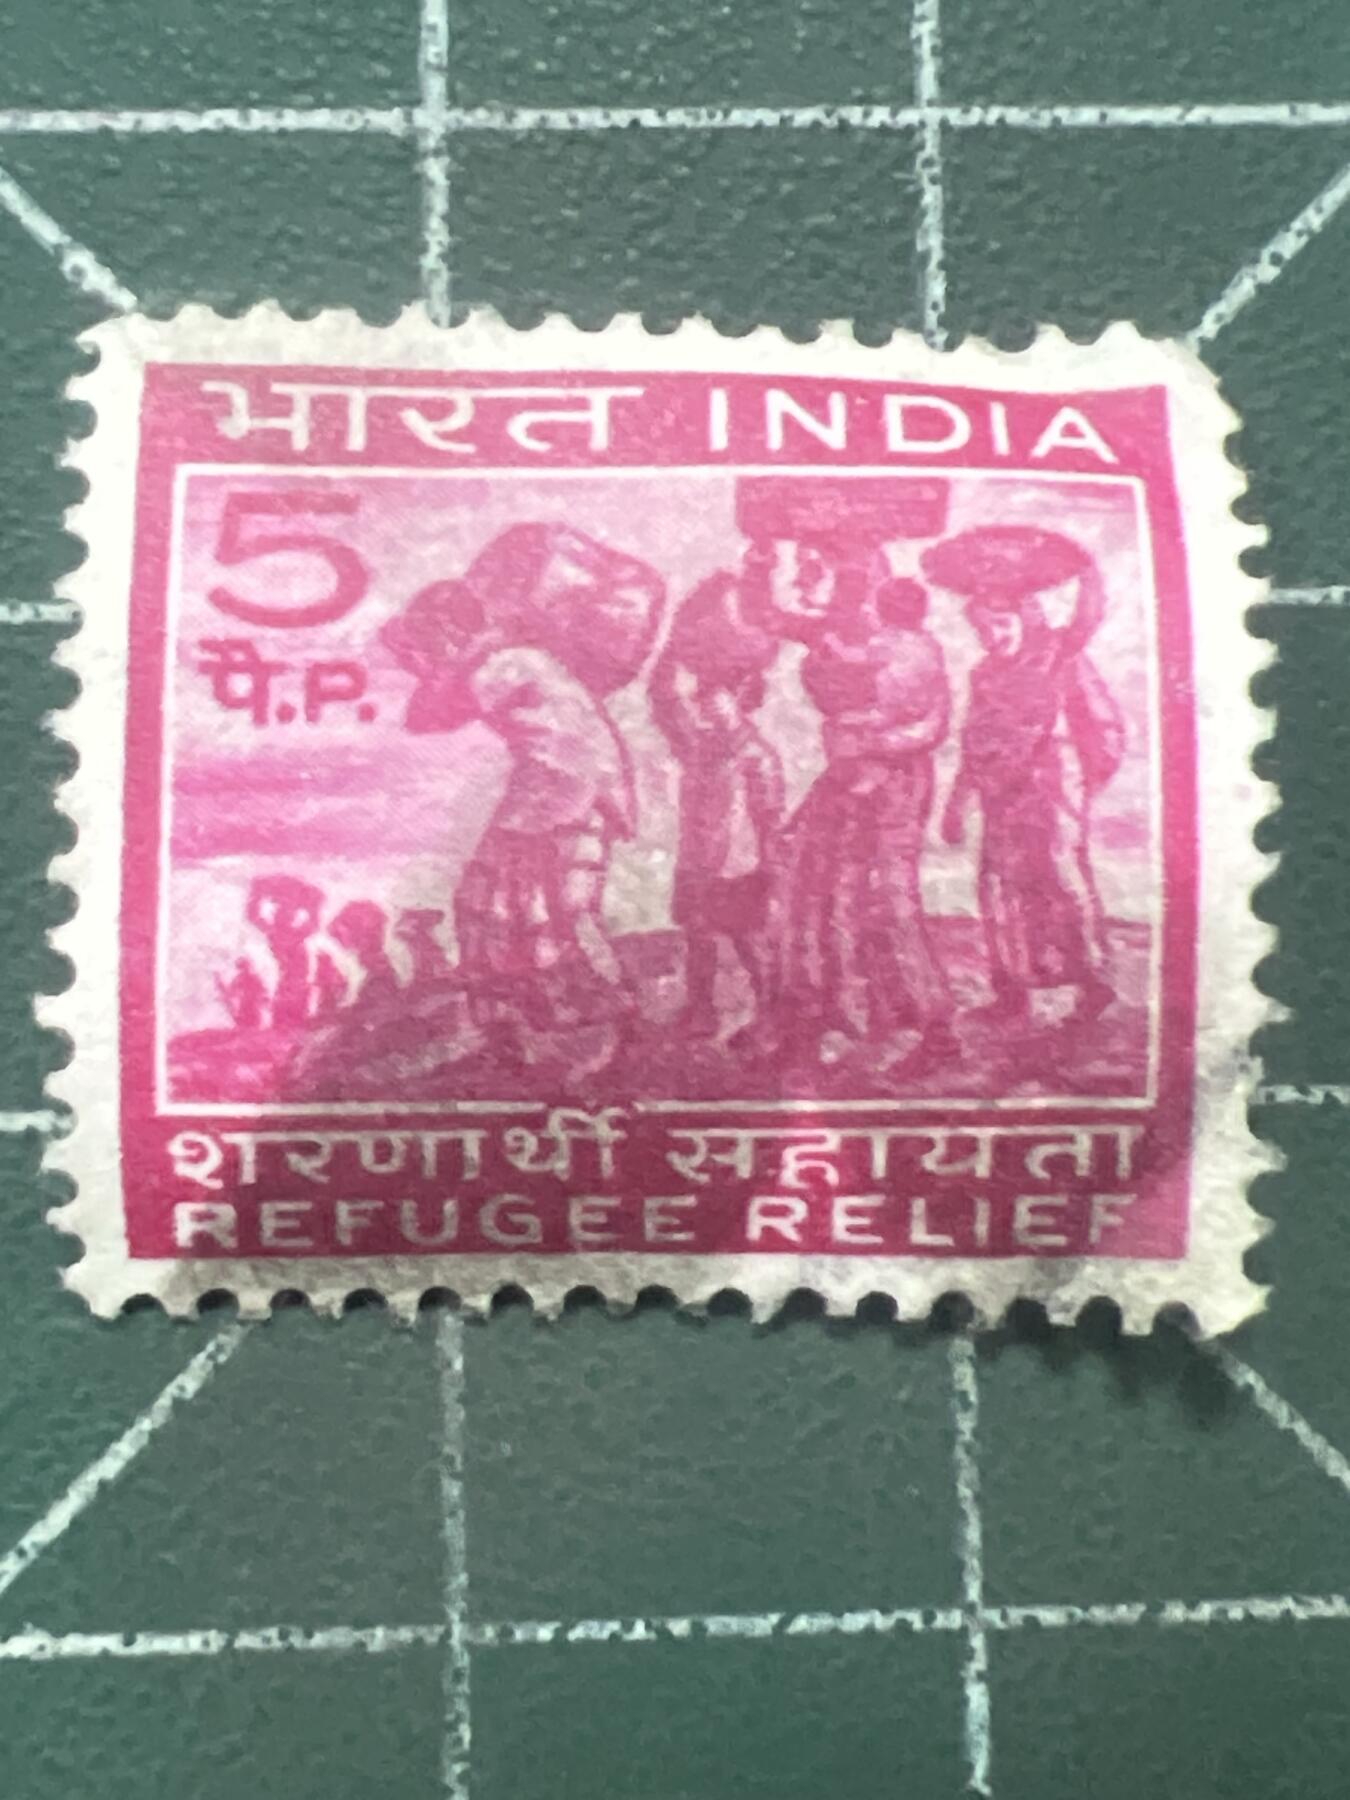 भारत INDIA
5
पै.P.
शरणार्थी सहायता
REFUGEE RELIEF